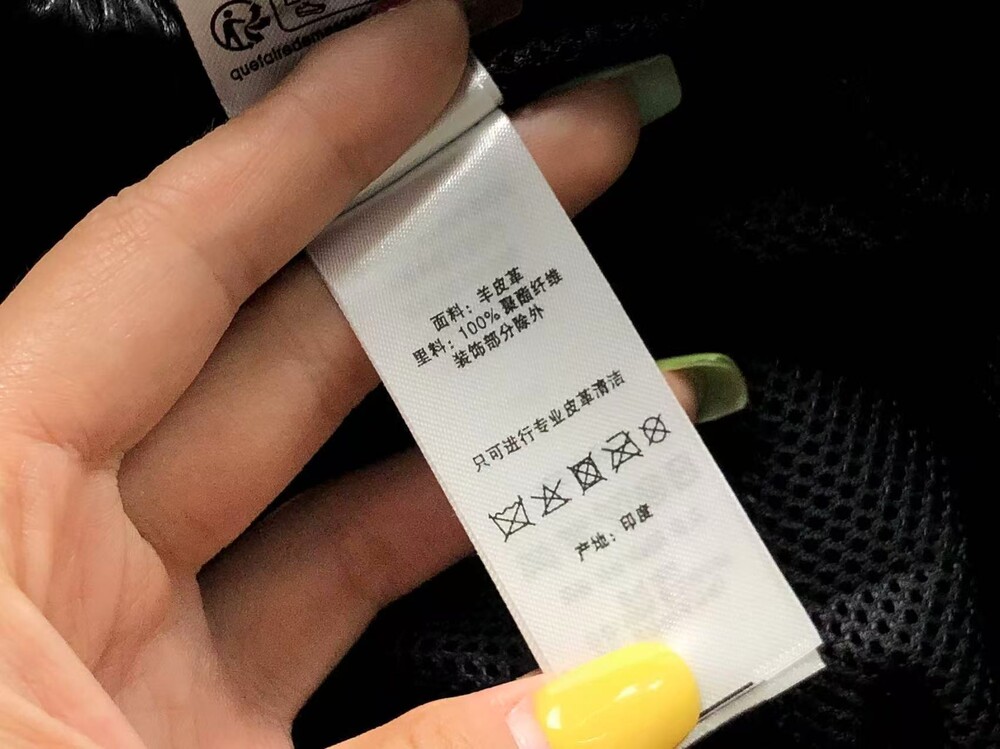 quefairedeme
面料：羊皮革
里料：100% 聚酯纤维
装饰部分除外
只可进行专业皮革清洁
产地：印度